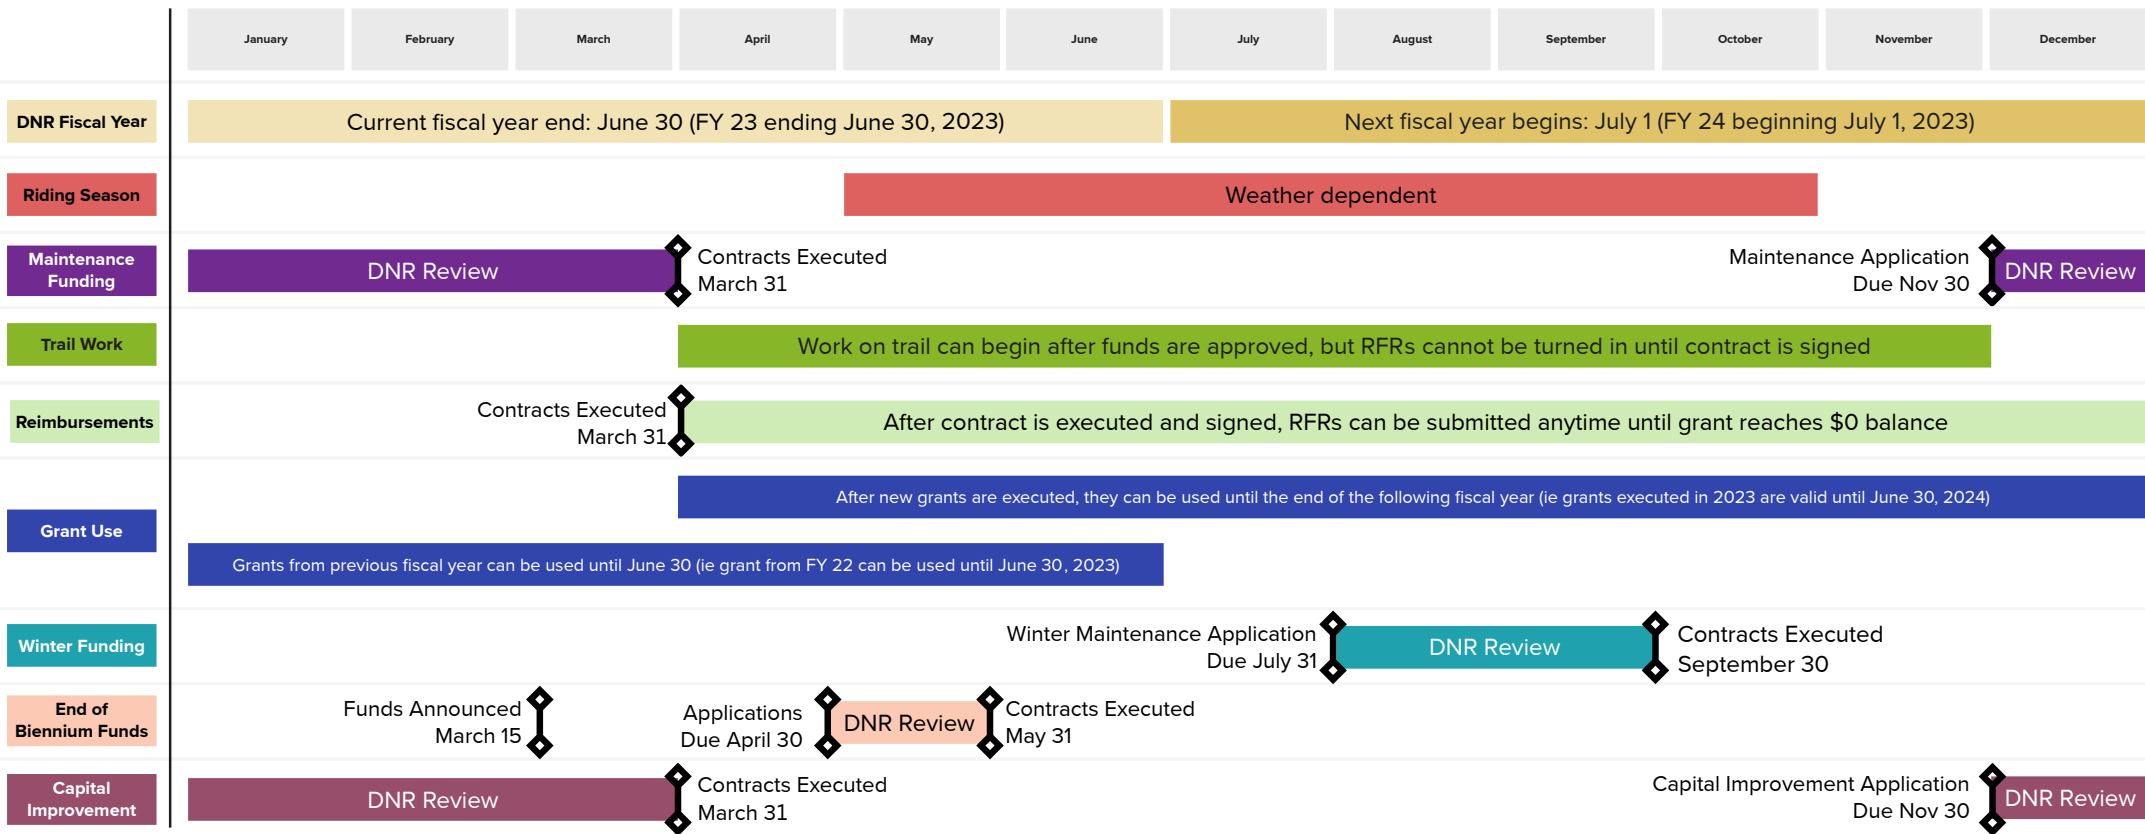 January
February
March
April
May
June
July
August
September
October
November
December
DNR Fiscal Year
Current fiscal year end: June 30 (FY 23 ending June 30, 2023)
Next fiscal year begins: July 1 (FY 24 beginning July 1, 2023)
Riding Season
Weather dependent
Maintenance
Funding
DNR Review
Contracts Executed
March 31
Maintenance Application
Due Nov 30
DNR Review
Trail Work
Work on trail can begin after funds are approved, but RFRs cannot be turned in until contract is signed
Reimbursements
Contracts Executed
March 31
After contract is executed and signed, RFRs can be submitted anytime until grant reaches $0 balance
Grant Use
After new grants are executed, they can be used until the end of the following fiscal year (ie grants executed in 2023 are valid until June 30, 2024)
Grants from previous fiscal year can be used until June 30 (ie grant from FY 22 can be used until June 30, 2023)
Winter Funding
Winter Maintenance Application
Due July 31
DNR Review
Contracts Executed
September 30
End of
Biennium Funds
Funds Announced
March 15
Applications
Due April 30
DNR Review
Contracts Executed
May 31
Capital
Improvement
DNR Review
Contracts Executed
March 31
Capital Improvement Application
Due Nov 30
DNR Review